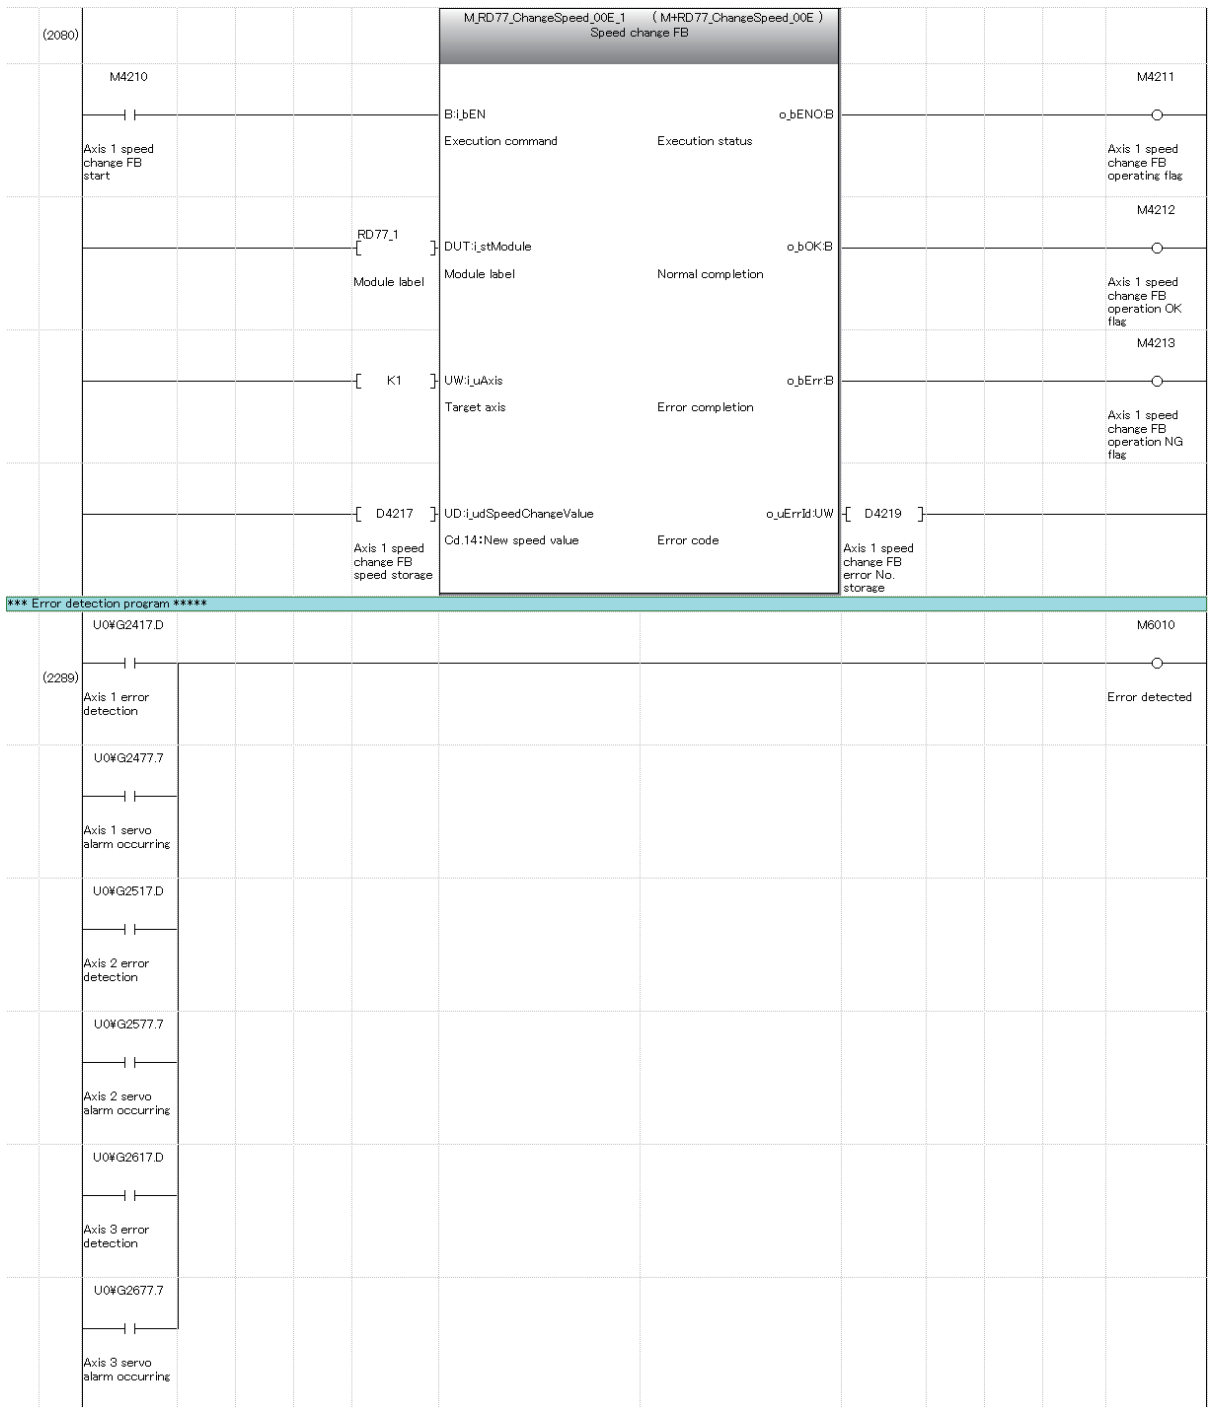 M_RD77_ChangeSpeed_00E_1 ( M+RD77_ChangeSpeed_00E )
(2080)
Speed change FB
M4210
M4211
B:i_bEN
o_bENO:B
Execution command
Execution status
Axis 1 speed
change FB
start
Axis 1 speed
change FB
operating flag
M4212
RD77_1
DUT:i_stModule
o_bOK:B
Module label
Module label
Normal completion
Axis 1 speed
change FB
operation OK
flag
M4213
K1
UW:i_uAxis
o_bErr:B
Target axis
Error completion
Axis 1 speed
change FB
operation NG
flag
D4217
UD:i_udSpeedChangeValue
o_uErrId:UW
D4219
Cd.14:New speed value
Error code
Axis 1 speed
change FB
speed storage
Axis 1 speed
change FB
error No.
storage
*** Error detection program *****
U0¥G2417.D
M6010
(2289)
Axis 1 error
detection
Error detected
U0¥G2477.7
Axis 1 servo
alarm occurring
U0¥G2517.D
Axis 2 error
detection
U0¥G2577.7
Axis 2 servo
alarm occurring
U0¥G2617.D
Axis 3 error
detection
U0¥G2677.7
Axis 3 servo
alarm occurring